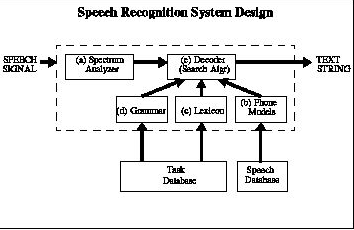 Speech Recognition System Design
SPEECH
SIGNAL
(a) Spectrum
Analyzer
(e) Decoder
(Search Algr)
TEXT
STRING
(d) Grammar
(c) Lexicon
(b) Phone
Models
Task
Database
Speech
Database